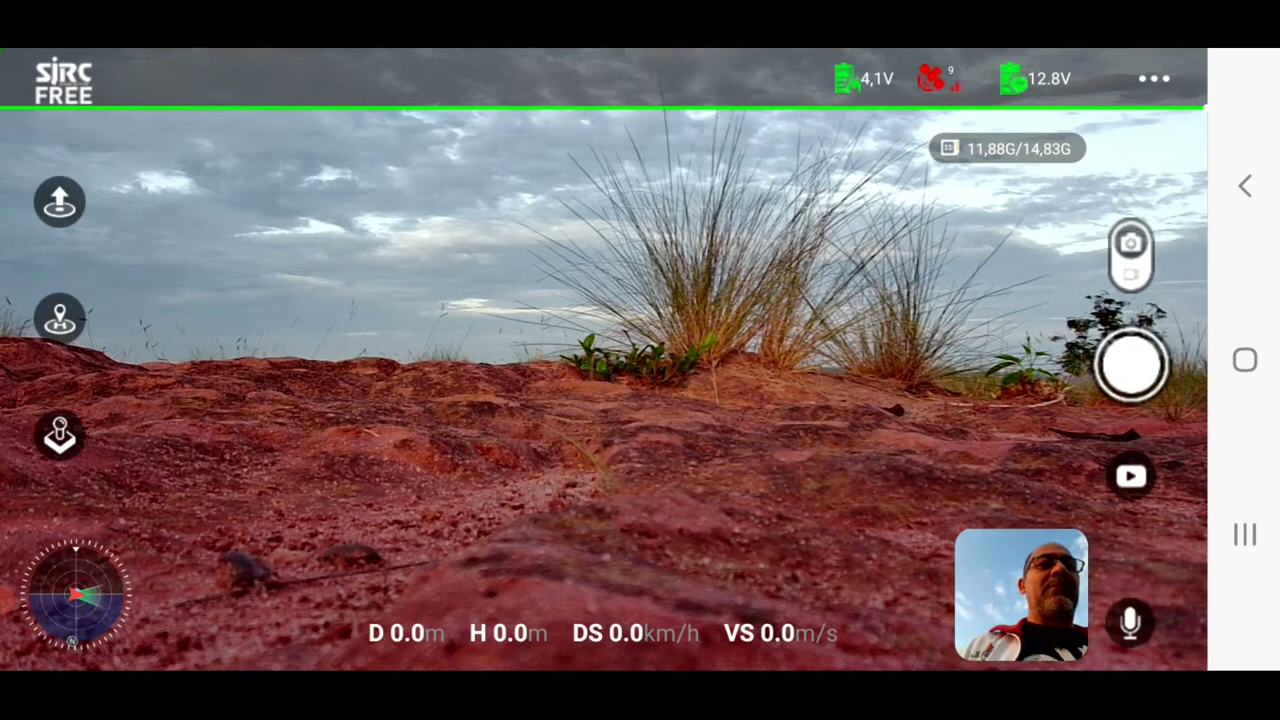 SJRC
FREE
4,1V
9
12.8V
11,88G/14,83G
N
D 0.0m H 0.0m DS 0.0km/h VS 0.0m/s